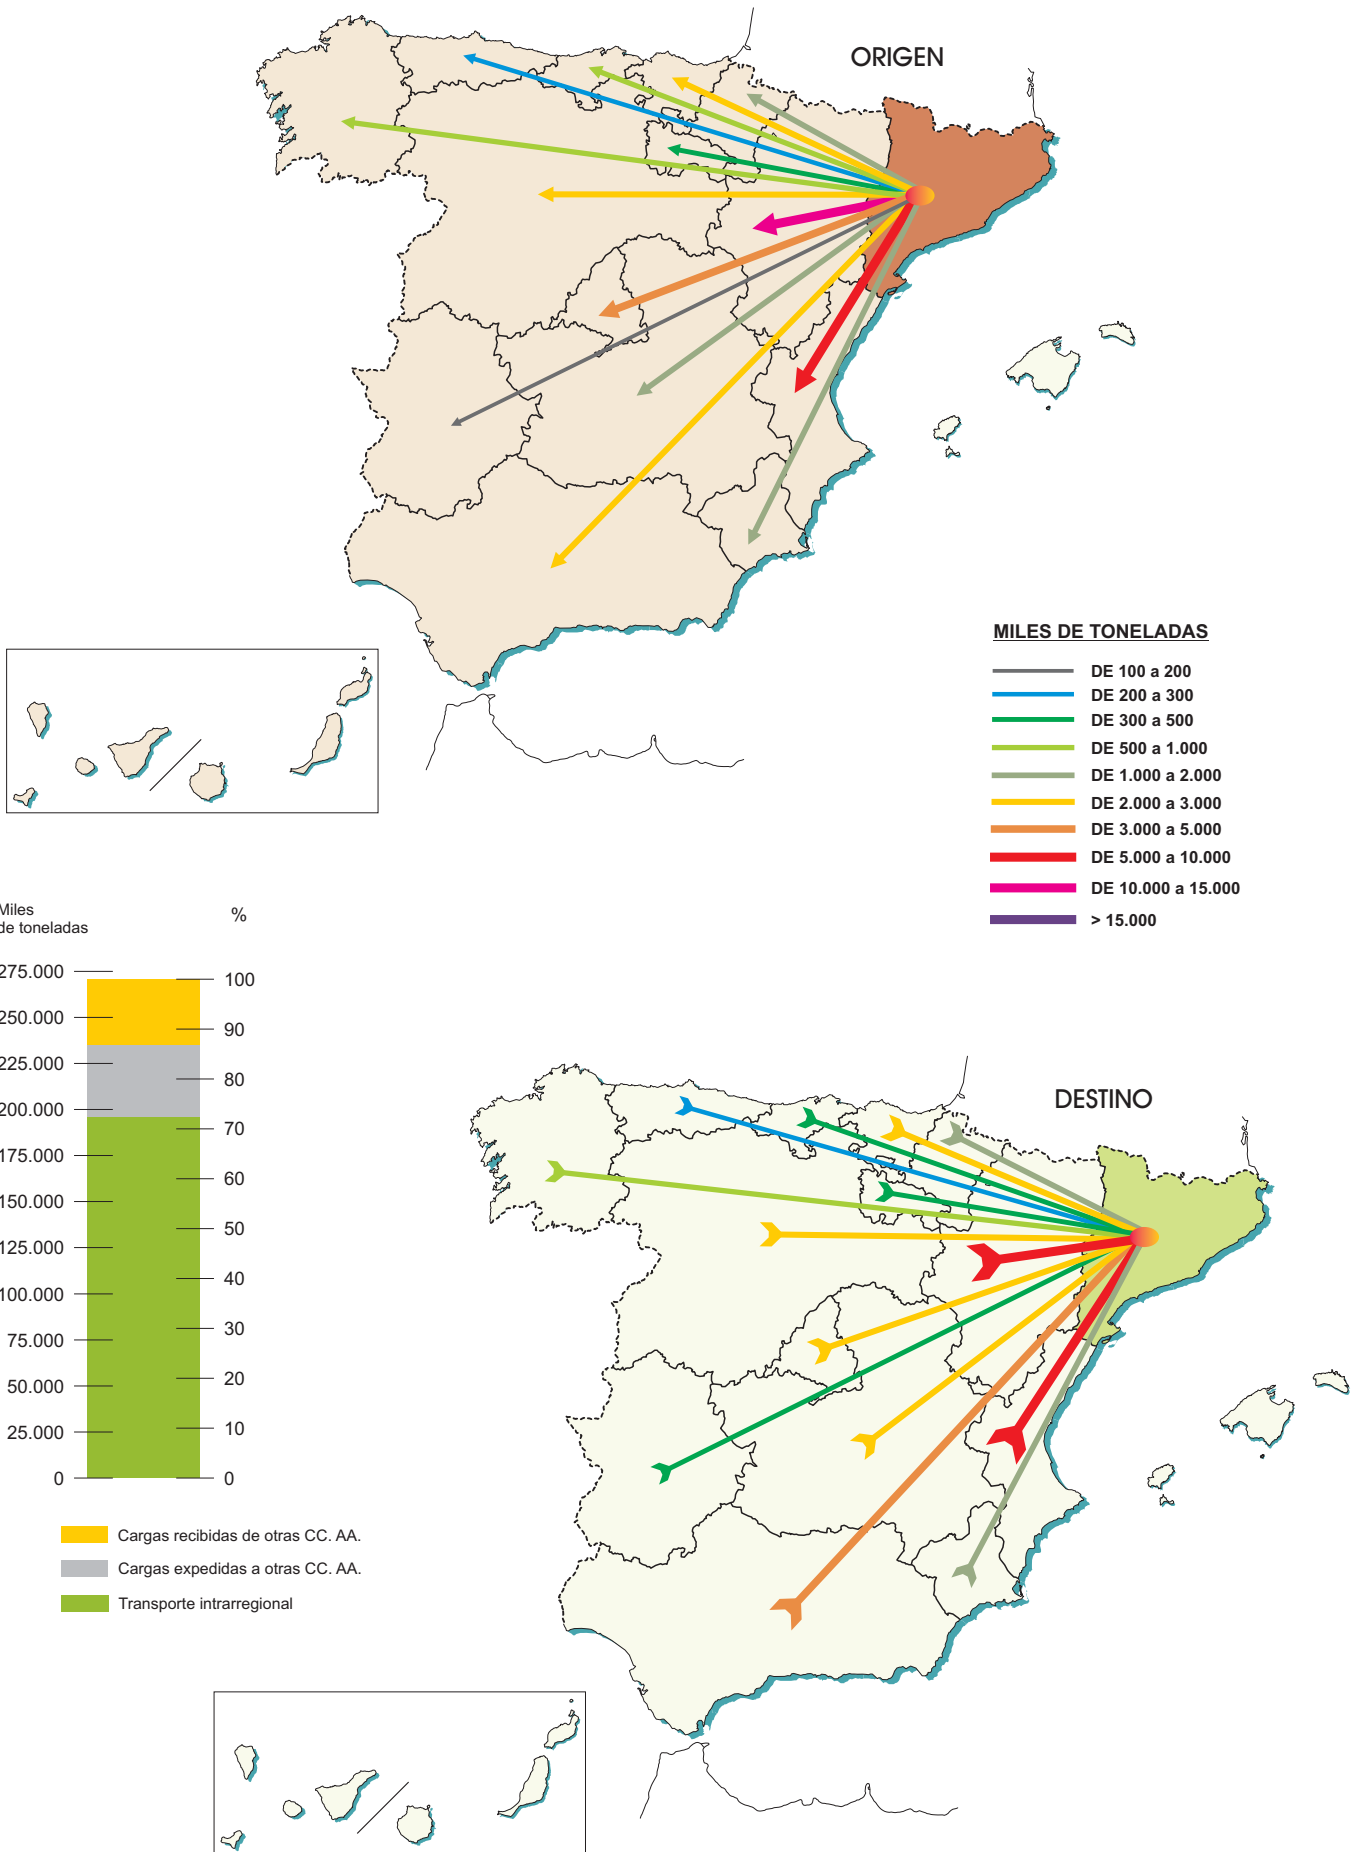 ORIGEN
MILES DE TONELADAS
DE 100 a 200
DE 200 a 300
DE 300 a 500
DE 500 a 1.000
DE 1.000 a 2.000
DE 2.000 a 3.000
DE 3.000 a 5.000
DE 5.000 a 10.000
DE 10.000 a 15.000
> 15.000
Miles
de toneladas
%
275.000
250.000
225.000
200.000
175.000
150.000
125.000
100.000
75.000
50.000
25.000
0
100
90
80
70
60
50
40
30
20
10
0
Cargas recibidas de otras CC. AA.
Cargas expedidas a otras CC. AA.
Transporte intrarregional
DESTINO